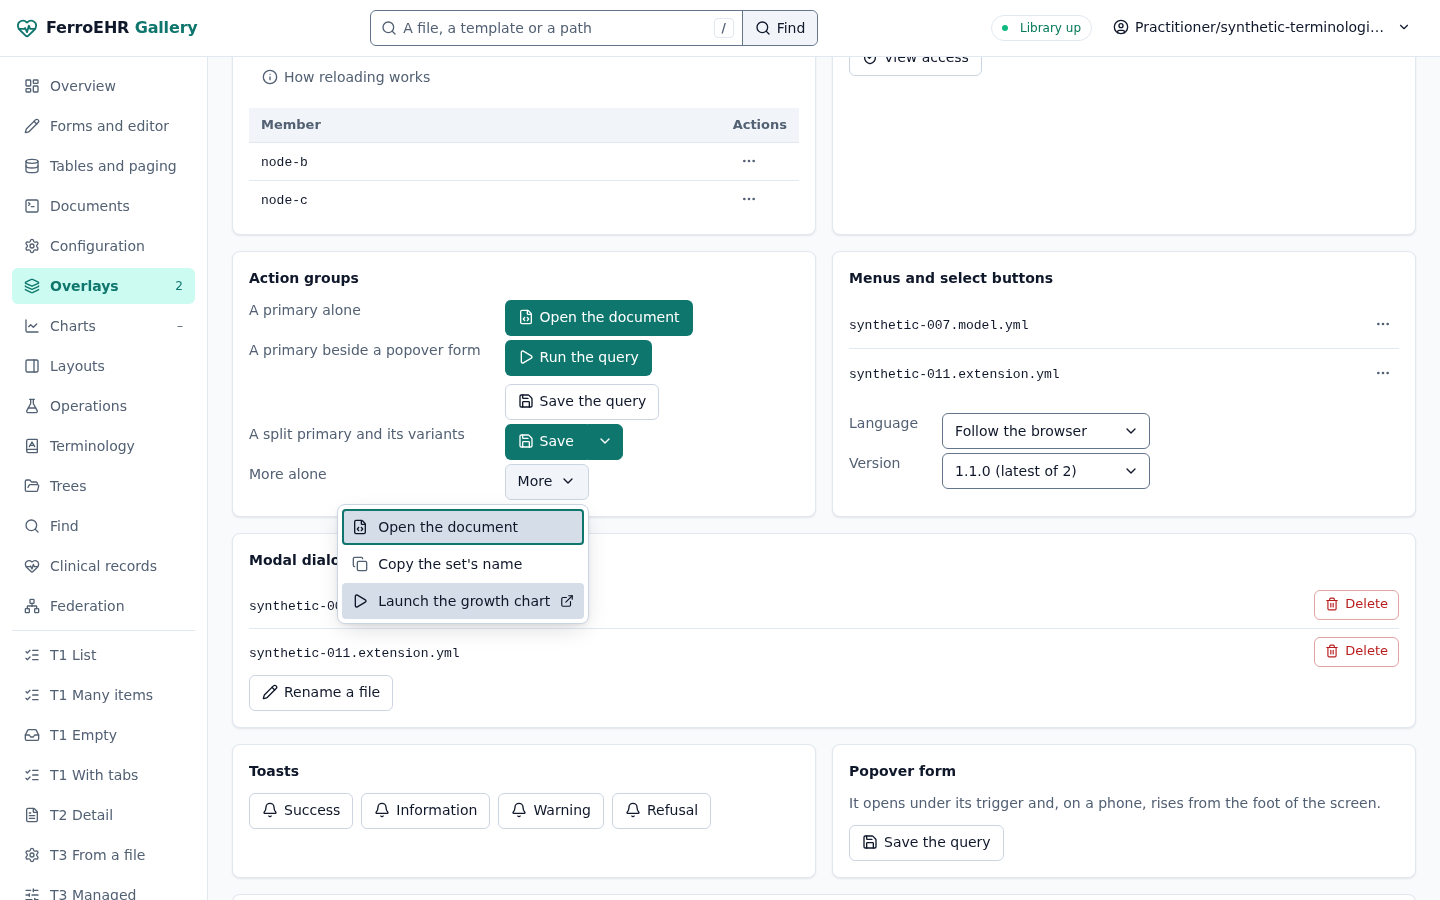 FerroEHR Gallery
A file, a template or a path
/
Find
Library up
Practitioner/synthetic-terminologi...
Overview
Forms and editor
Tables and paging
Documents
Configuration
Overlays 2
Charts –
Layouts
Operations
Terminology
Trees
Find
Clinical records
Federation
T1 List
T1 Many items
T1 Empty
T1 With tabs
T2 Detail
T3 From a file
T3 Managed
How reloading works
Member Actions
node-b
node-c
View access
Action groups
A primary alone
Open the document
A primary beside a popover form
Run the query
Save the query
A split primary and its variants
Save
More alone
More
Open the document
Copy the set's name
Launch the growth chart
Menus and select buttons
synthetic-007.model.yml
synthetic-011.extension.yml
Language
Follow the browser
Version
1.1.0 (latest of 2)
Modal dialo
synthetic-00
Delete
synthetic-011.extension.yml
Delete
Rename a file
Toasts
Success
Information
Warning
Refusal
Popover form
It opens under its trigger and, on a phone, rises from the foot of the screen.
Save the query